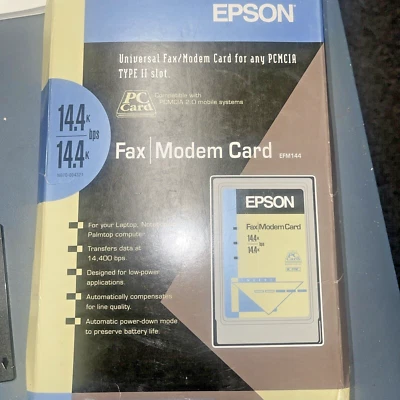 EPSON
Universal Fax/Modem Card for any PCMCIA
TYPE II slot
PC
Card
Compatible with
PCMCIA 2.0 mobile systems
14.4K
bps
14.4K
Fax|Modem Card EFM144
EPSON
Fax|Modem Card
14.4K
bps
14.4K
For your Laptop,
Palmtop computer
Transfers data at
14,400 bps
Designed for low-power
applications.
Automatically compensates
for line quality.
Automatic power-down mode
to preserve battery life.